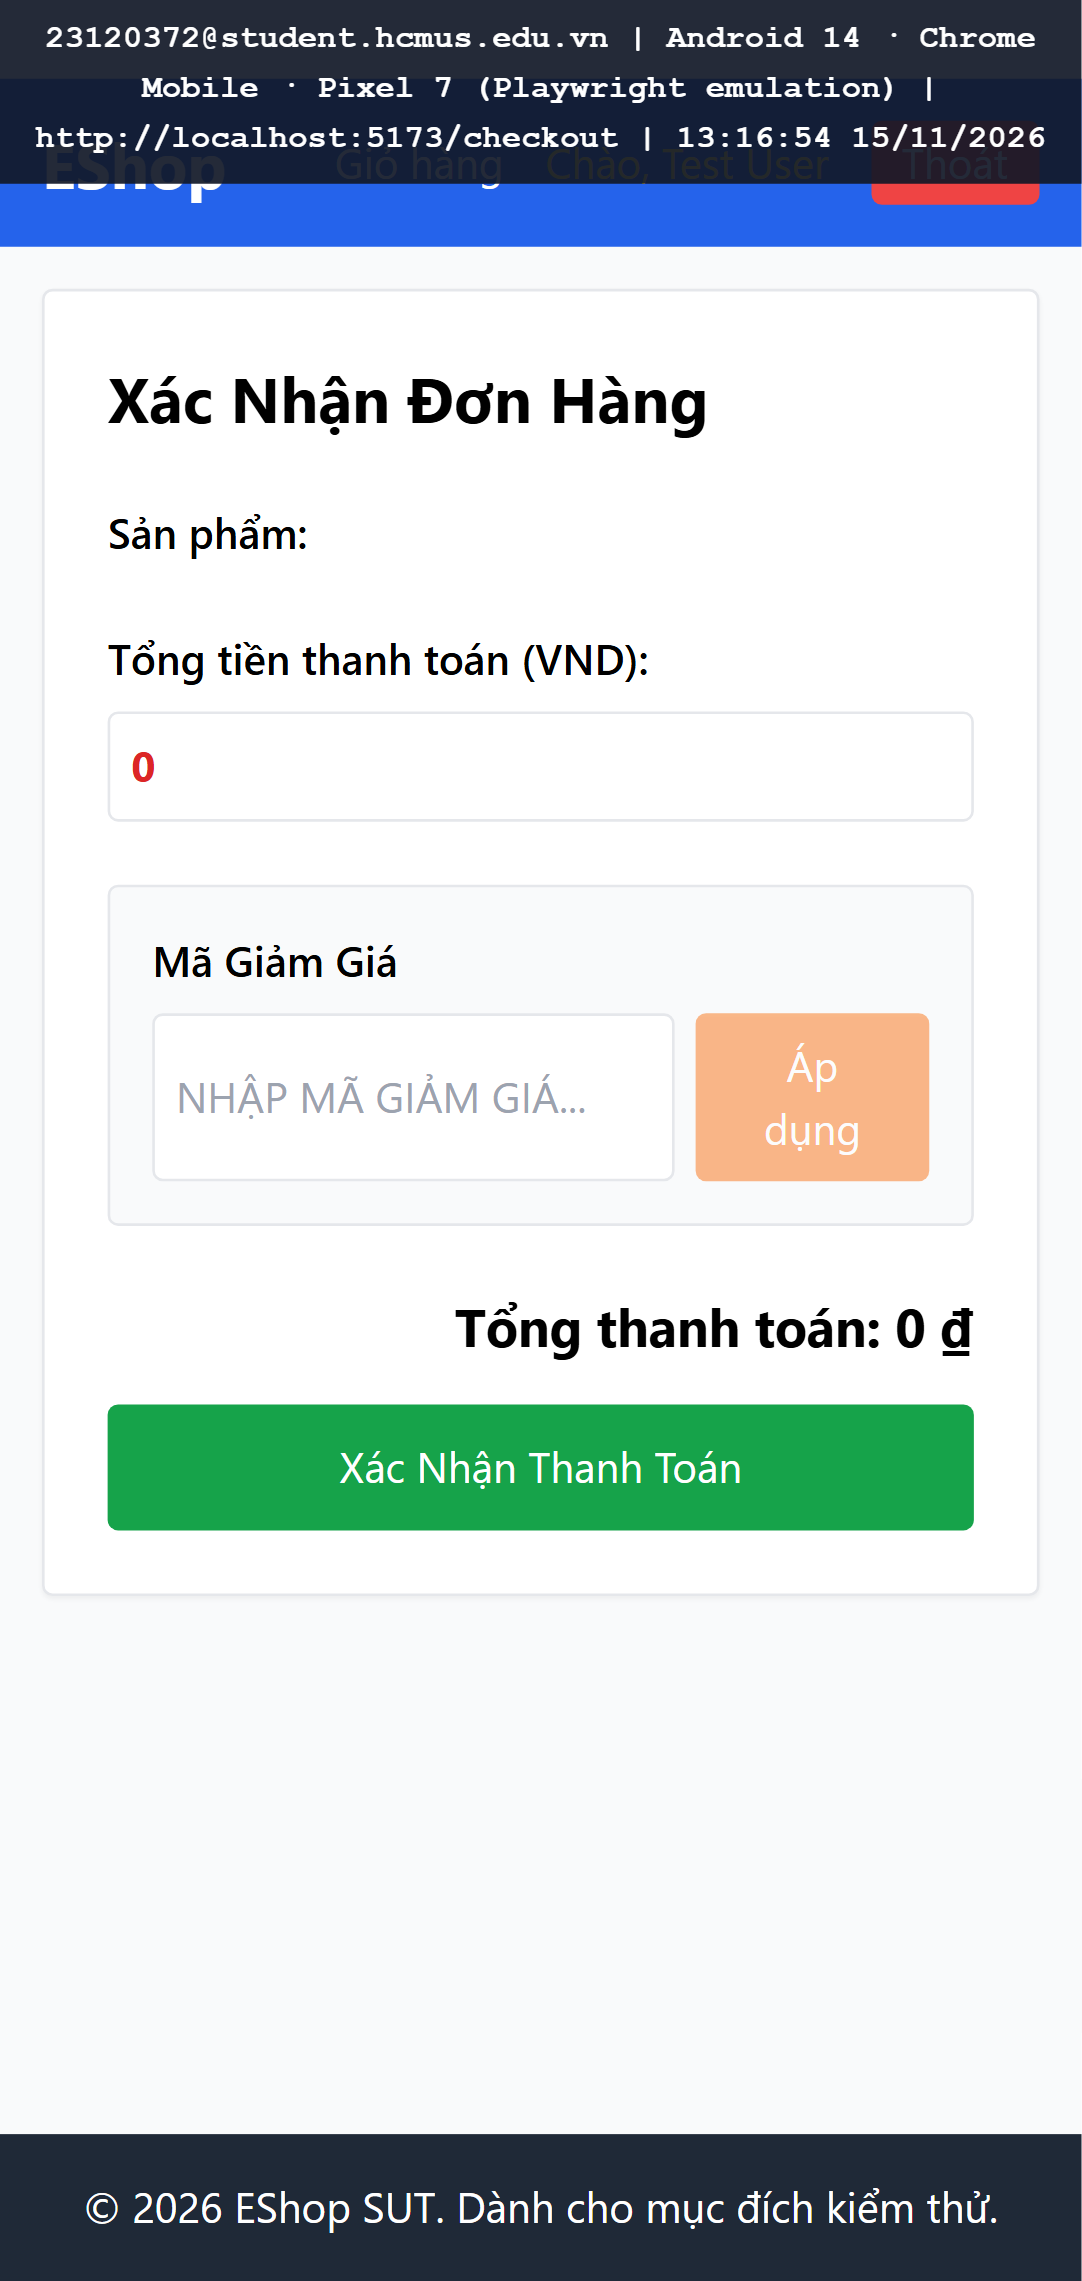 23120372@student.hcmus.edu.vn | Android 14 · Chrome
Mobile · Pixel 7 (Playwright emulation) |
http://localhost:5173/checkout | 13:16:54 15/11/2026
EShop Giỏ hàng Chào, Test User Thoát
Xác Nhận Đơn Hàng
Sản phẩm:
Tổng tiền thanh toán (VND):
0
Mã Giảm Giá
NHẬP MÃ GIẢM GIÁ...
Áp
dụng
Tổng thanh toán: 0 ₫
Xác Nhận Thanh Toán
© 2026 EShop SUT. Dành cho mục đích kiểm thử.